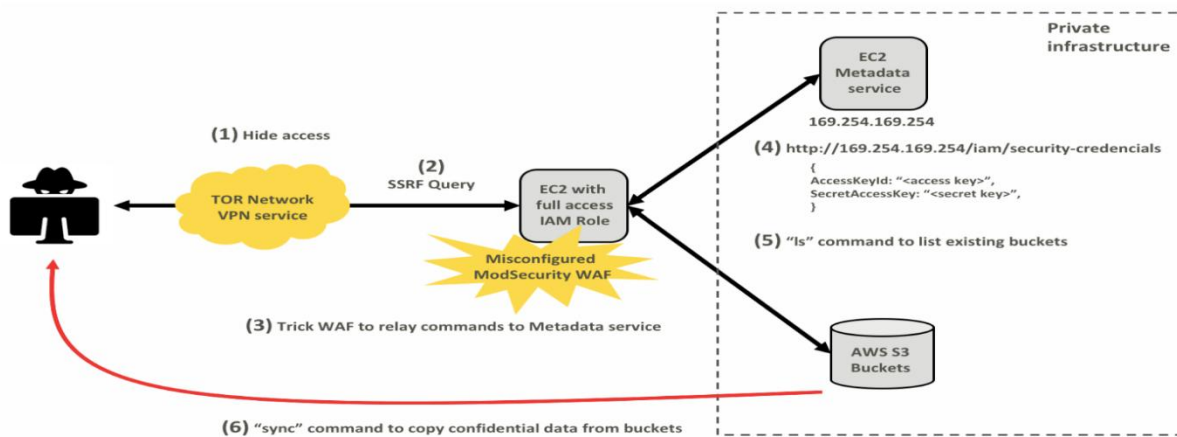 Private
infrastructure
EC2
Metadata
service
169.254.169.254
(1) Hide access
(2)
SSRF Query
(4) http://169.254.169.254/iam/security-credencials
{
AccessKeyId: “<access key>”,
SecretAccessKey: “<secret key>”,
}
TOR Network
VPN service
EC2 with
full access
IAM Role
Misconfigured
ModSecurity WAF
(5) “ls” command to list existing buckets
(3) Trick WAF to relay commands to Metadata service
AWS S3
Buckets
(6) “sync” command to copy confidential data from buckets